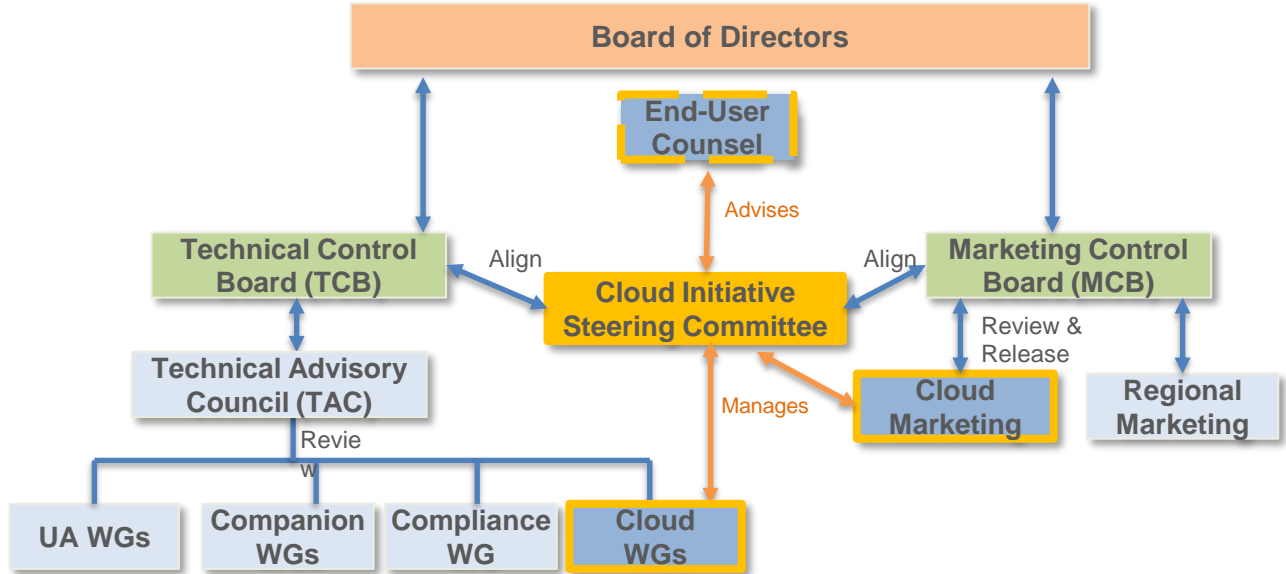 Board of Directors
End-User
Counsel
Advises
Technical Control
Board (TCB)
Align
Cloud Initiative
Steering Committee
Align
Marketing Control
Board (MCB)
Review &
Release
Technical Advisory
Council (TAC)
Manages
Cloud
Marketing
Regional
Marketing
Revie
w
UA WGs
Companion
WGs
Compliance
WG
Cloud
WGs